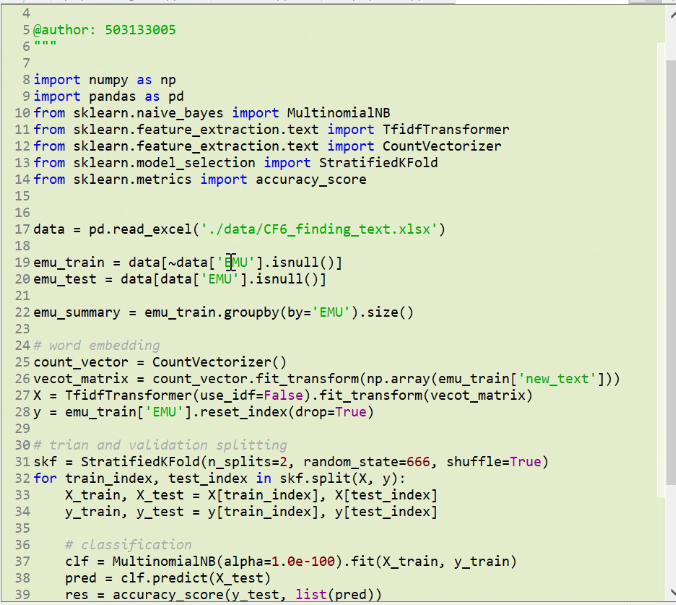 4
5 @author: 503133005
6 """
7
8 import numpy as np
9 import pandas as pd
10 from sklearn.naive_bayes import MultinomialNB
11 from sklearn.feature_extraction.text import TfidfTransformer
12 from sklearn.feature_extraction.text import CountVectorizer
13 from sklearn.model_selection import StratifiedKFold
14 from sklearn.metrics import accuracy_score
15
16
17 data = pd.read_excel('./data/CF6_finding_text.xlsx')
18
19 emu_train = data[~data['EMU'].isnull()]
20 emu_test = data[data['EMU'].isnull()]
21
22 emu_summary = emu_train.groupby(by='EMU').size()
23
24 # word embedding
25 count_vector = CountVectorizer()
26 vecot_matrix = count_vector.fit_transform(np.array(emu_train['new_text']))
27 X = TfidfTransformer(use_idf=False).fit_transform(vecot_matrix)
28 y = emu_train['EMU'].reset_index(drop=True)
29
30 # trian and validation splitting
31 skf = StratifiedKFold(n_splits=2, random_state=666, shuffle=True)
32 for train_index, test_index in skf.split(X, y):
33     X_train, X_test = X[train_index], X[test_index]
34     y_train, y_test = y[train_index], y[test_index]
35
36     # classification
37     clf = MultinomialNB(alpha=1.0e-100).fit(X_train, y_train)
38     pred = clf.predict(X_test)
39     res = accuracy_score(y_test, list(pred))